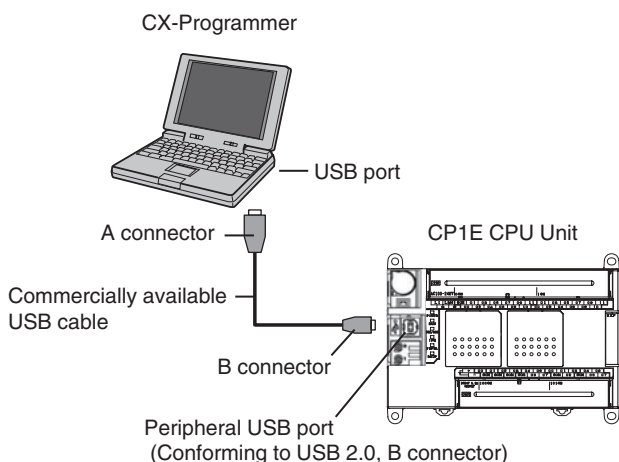 CX-Programmer
USB port
A connector
CP1E CPU Unit
Commercially available
USB cable
B connector
Peripheral USB port
(Conforming to USB 2.0, B connector)